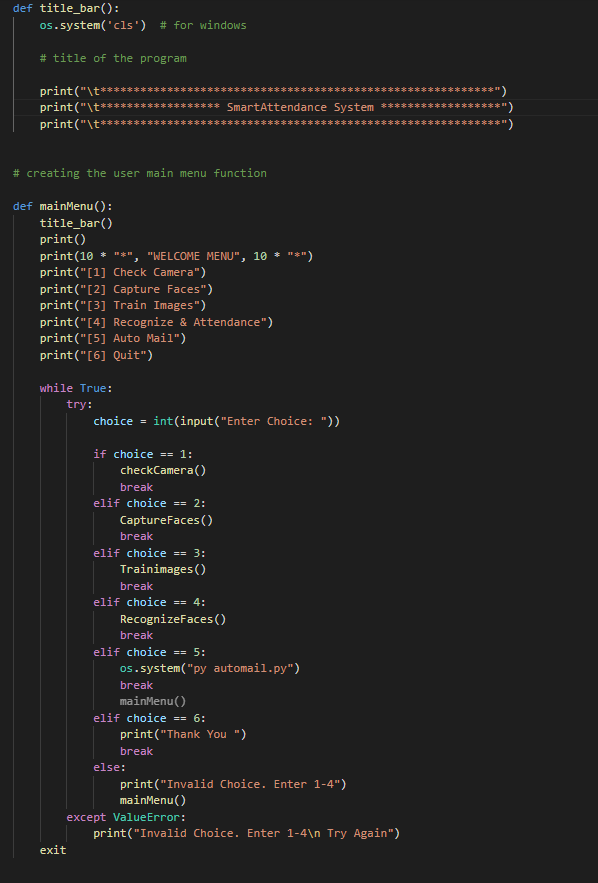 def title_bar():
    os.system('cls')  # for windows
    # title of the program
    print("\t***********************************************************")
    print("\t****************** SmartAttendance System ******************")
    print("\t************************************************************")
# creating the user main menu function
def mainMenu():
    title_bar()
    print()
    print(10 * "*", "WELCOME MENU", 10 * "*")
    print("[1] Check Camera")
    print("[2] Capture Faces")
    print("[3] Train Images")
    print("[4] Recognize & Attendance")
    print("[5] Auto Mail")
    print("[6] Quit")
    while True:
        try:
            choice = int(input("Enter Choice: "))
            if choice == 1:
                checkCamera()
                break
            elif choice == 2:
                CaptureFaces()
                break
            elif choice == 3:
                Trainimages()
                break
            elif choice == 4:
                RecognizeFaces()
                break
            elif choice == 5:
                os.system("py automail.py")
                break
                mainMenu()
            elif choice == 6:
                print("Thank You ")
                break
            else:
                print("Invalid Choice. Enter 1-4")
                mainMenu()
        except ValueError:
            print("Invalid Choice. Enter 1-4\n Try Again")
    exit